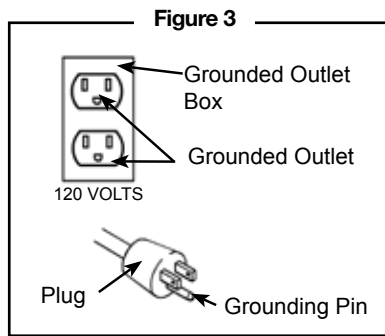 Figure 3
Grounded Outlet
Box
Grounded Outlet
120 VOLTS
Plug
Grounding Pin